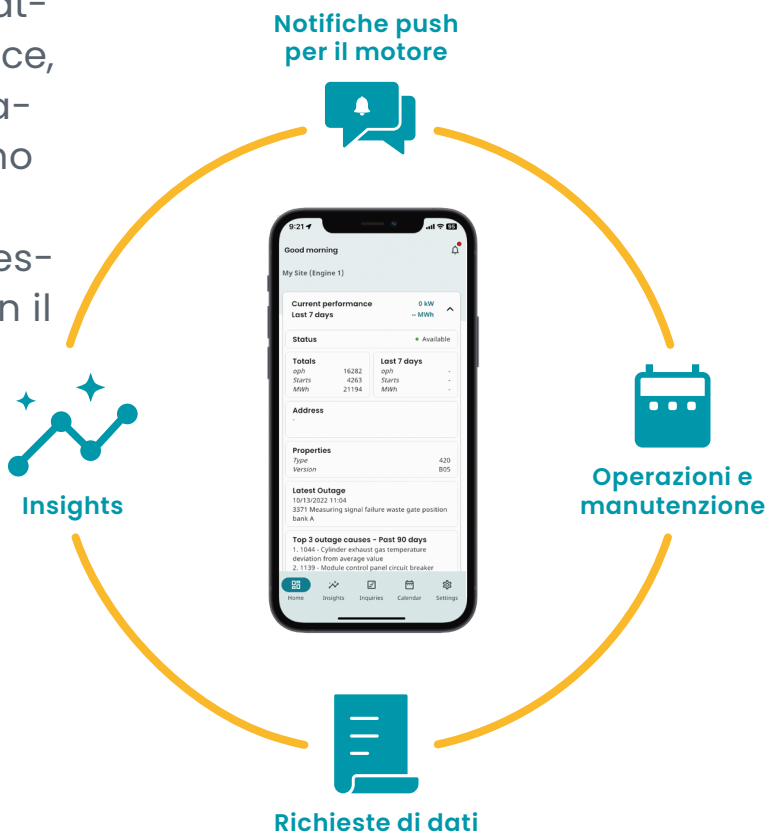 Notifiche push
per il motore
9:21
95
Good morning
My Site (Engine 1)
Current performance 0 kW
Last 7 days -- MWh
Status Available
Totals
oph 16282
Starts 4263
MWh 21194
Last 7 days
oph -
Starts -
MWh -
Address
-
Properties
Type 420
Version B05
Latest Outage
10/13/2022 11:04
3371 Measuring signal failure waste gate position
bank A
Top 3 outage causes - Past 90 days
1. 1044 - Cylinder exhaust gas temperature
deviation from average value
2. 1139 - Module control panel circuit breaker
Home Insights Inquiries Calendar Settings
Insights
Operazioni e
manutenzione
Richieste di dati